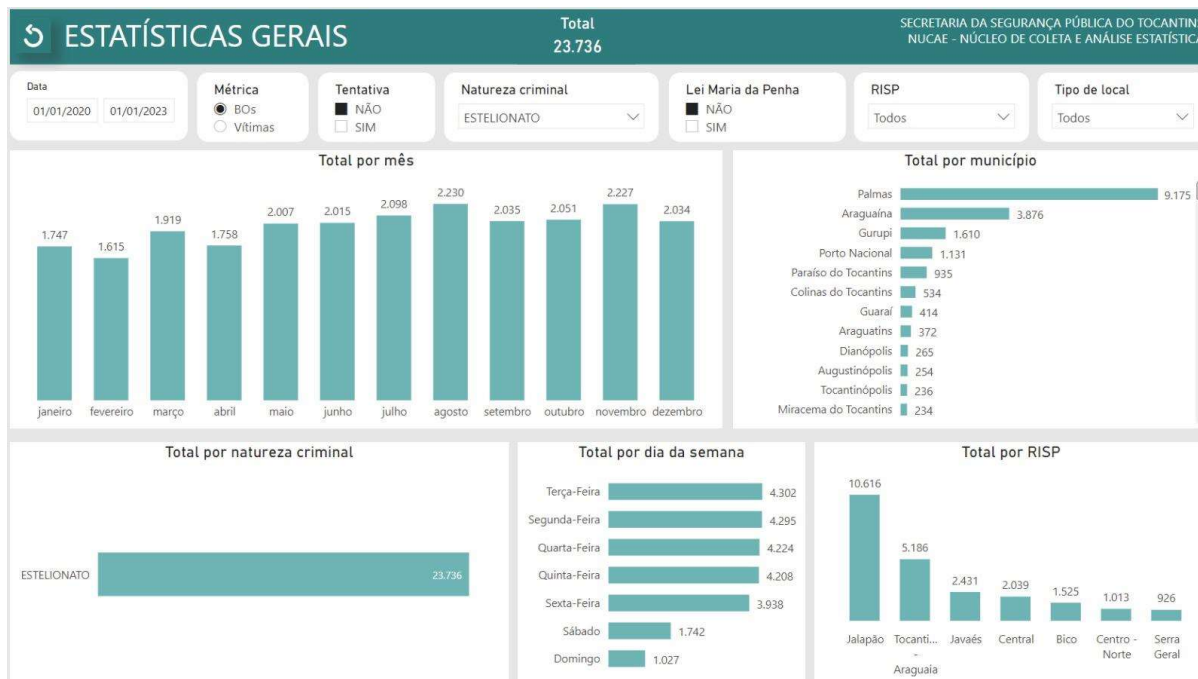 ESTATÍSTICAS GERAIS
Total
23.736
SECRETARIA DA SEGURANÇA PÚBLICA DO TOCANTINS
NUCAE - NÚCLEO DE COLETA E ANÁLISE ESTATÍSTICA
Data
01/01/2020 01/01/2023
Métrica
BOs
Vítimas
Tentativa
NÃO
SIM
Natureza criminal
ESTELIONATO
Lei Maria da Penha
NÃO
SIM
RISP
Todos
Tipo de local
Todos
Total por mês
1.747 1.615 1.919 1.758 2.007 2.015 2.098 2.230 2.035 2.051 2.227 2.034
janeiro fevereiro março abril maio junho julho agosto setembro outubro novembro dezembro
Total por município
Palmas 9.175
Araguaína 3.876
Gurupi 1.610
Porto Nacional 1.131
Paraíso do Tocantins 935
Colinas do Tocantins 534
Guaraí 414
Araguatins 372
Dianópolis 265
Augustinópolis 254
Tocantinópolis 236
Miracema do Tocantins 234
Total por natureza criminal
ESTELIONATO 23.736
Total por dia da semana
Terça-Feira 4.302
Segunda-Feira 4.295
Quarta-Feira 4.224
Quinta-Feira 4.208
Sexta-Feira 3.938
Sábado 1.742
Domingo 1.027
Total por RISP
10.616 5.186 2.431 2.039 1.525 1.013 926
Jalapão Tocanti... Javaés Central Bico Centro - Serra
- Norte Geral
Araguaia